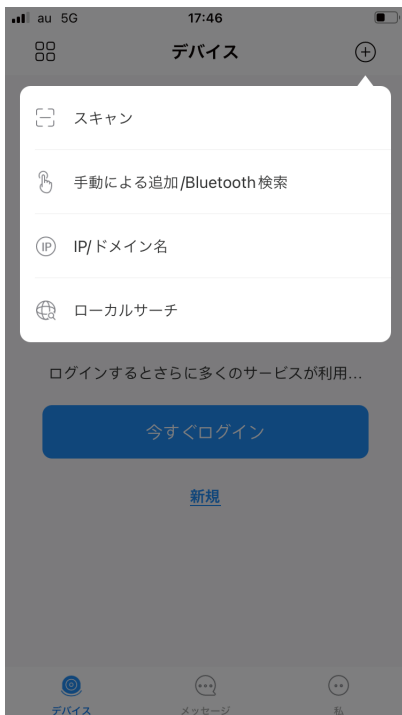 au 5G 17:46
デバイス
スキャン
手動による追加/Bluetooth検索
IP IP/ドメイン名
ローカルサーチ
ログインするとさらに多くのサービスが利用...
今すぐログイン
新規
デバイス メッセージ 私